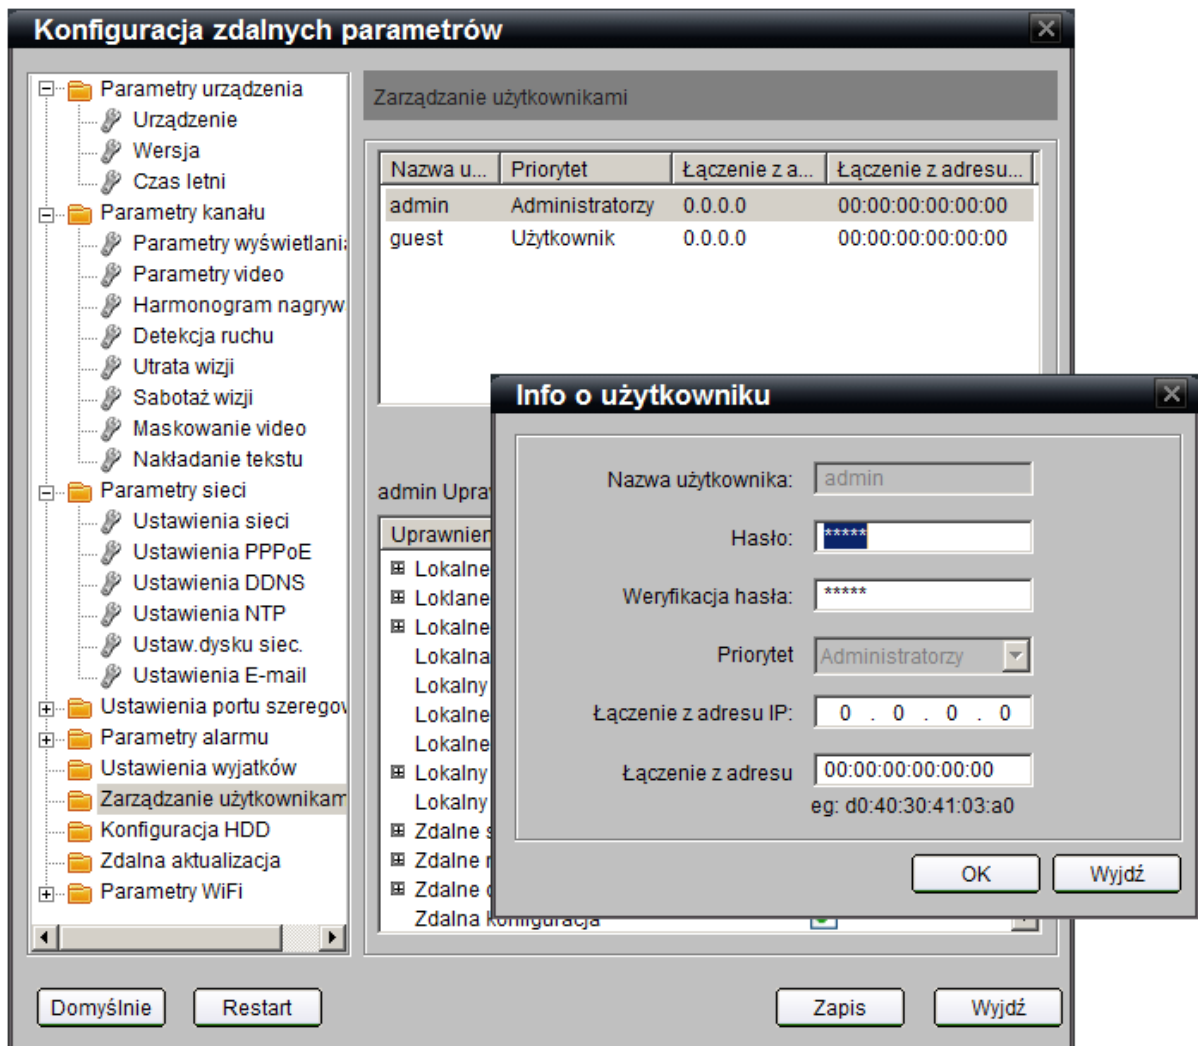 Konfiguracja zdalnych parametrów
Parametry urządzenia
Urządzenie
Wersja
Czas letni
Parametry kanału
Parametry wyświetlani
Parametry video
Harmonogram nagryw
Detekcja ruchu
Utrata wizji
Sabotaż wizji
Maskowanie video
Nakładanie tekstu
Parametry sieci
Ustawienia sieci
Ustawienia PPPoE
Ustawienia DDNS
Ustawienia NTP
Ustaw.dysku siec.
Ustawienia E-mail
Ustawienia portu szeregow
Parametry alarmu
Ustawienia wyjatków
Zarządzanie użytkownikam
Konfiguracja HDD
Zdalna aktualizacja
Parametry WiFi
Zarządzanie użytkownikami
Nazwa u... Priorytet Łączenie z a... Łączenie z adresu...
admin Administratorzy 0.0.0.0 00:00:00:00:00:00
guest Użytkownik 0.0.0.0 00:00:00:00:00:00
admin Upra
Uprawnien
Lokalne
Loklane
Lokalne
Lokalna
Lokalny
Lokalne
Lokalne
Lokalny
Lokalny
Zdalne s
Zdalne r
Zdalne
Zdalna konfiguracja
Info o użytkowniku
Nazwa użytkownika: admin
Hasło: *****
Weryfikacja hasła: *****
Priorytet Administratorzy
Łączenie z adresu IP: 0 . 0 . 0 . 0
Łączenie z adresu 00:00:00:00:00:00
eg: d0:40:30:41:03:a0
OK Wyjdź
Domyślnie Restart Zapis Wyjdź